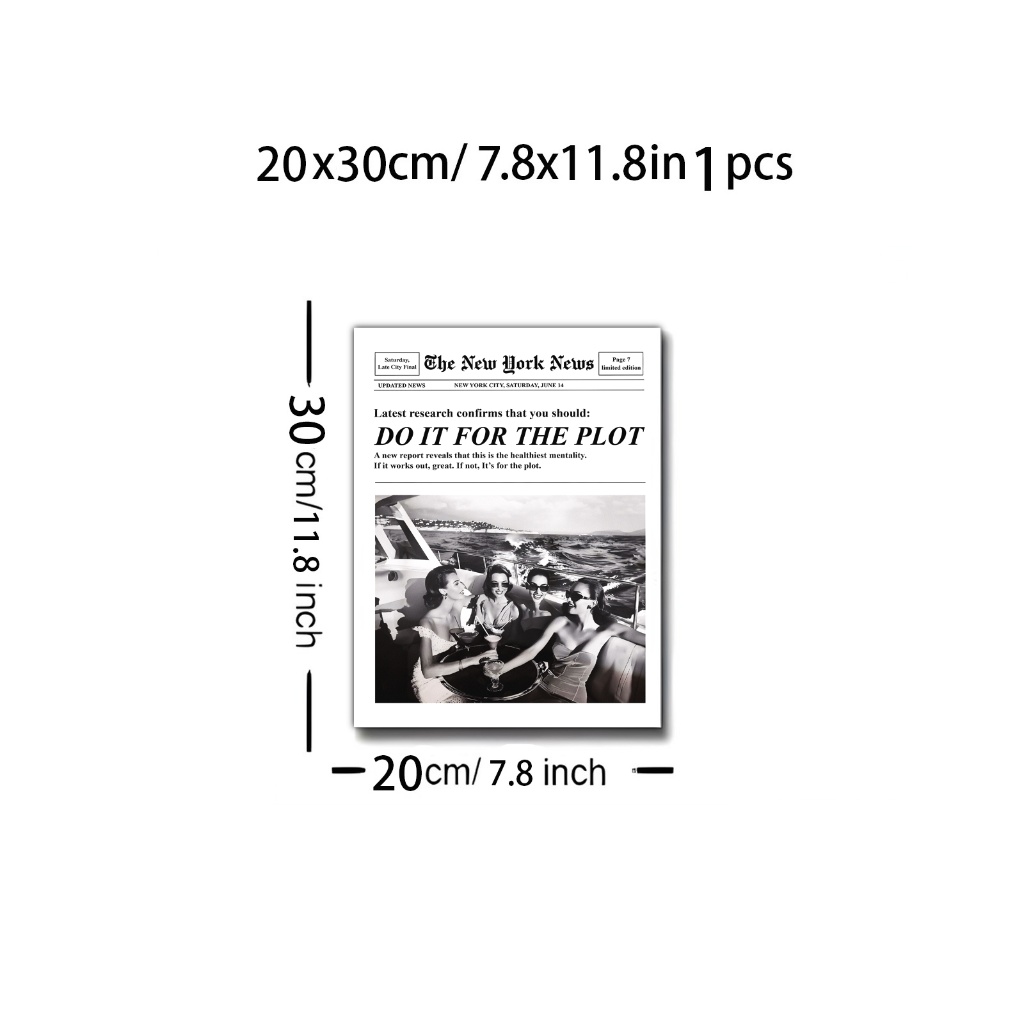 20x30cm/ 7.8x11.8in 1 pcs
30cm/11.8 inch
Saturday,
Late City Final
The New York News
Page 7
limited edition
UPDATED NEWS NEW YORK CITY, SATURDAY, JUNE 14
Latest research confirms that you should:
DO IT FOR THE PLOT
A new report reveals that this is the healthiest mentality.
If it works out, great. If not, It's for the plot.
20cm/ 7.8 inch